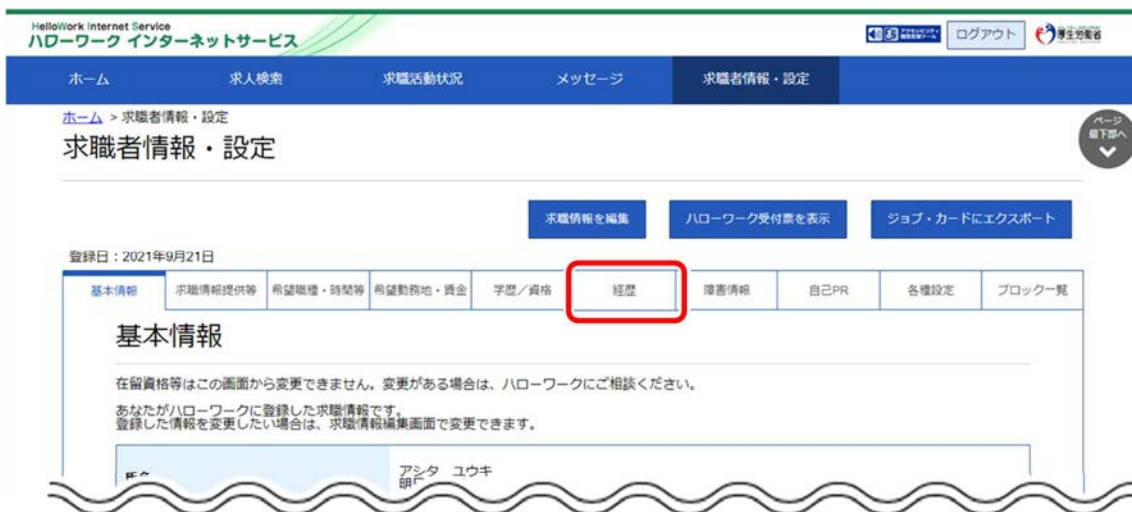 HelloWork Internet Service
ハローワーク インターネットサービス
ログアウト
厚生労働省
ホーム
求人検索
求職活動状況
メッセージ
求職者情報・設定
ホーム > 求職者情報・設定
ページ
最下部へ
求職者情報・設定
求職情報を編集
ハローワーク受付票を表示
ジョブ・カードにエクスポート
登録日：2021年9月21日
基本情報
求職情報提供等
希望職種・時間等
希望勤務地・賃金
学歴／資格
経歴
障害情報
自己PR
各種設定
ブロック一覧
基本情報
在留資格等はこの画面から変更できません。変更がある場合は、ハローワークにご相談ください。
あなたがハローワークに登録した求職情報です。
登録した情報を変更したい場合は、求職情報編集画面で変更できます。
アシタ ユウキ